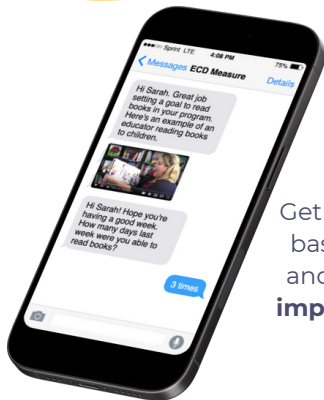 Sprint LTE 4:08 PM 75%
Messages ECD Measure Details
Hi Sarah. Great job
setting a goal to read
books in your program.
Here's an example of an
educator reading books
to children.
Hi Sarah! Hope you're
having a good week.
How many days last
week were you able to
read books?
3 times
Get
bas
and
imp